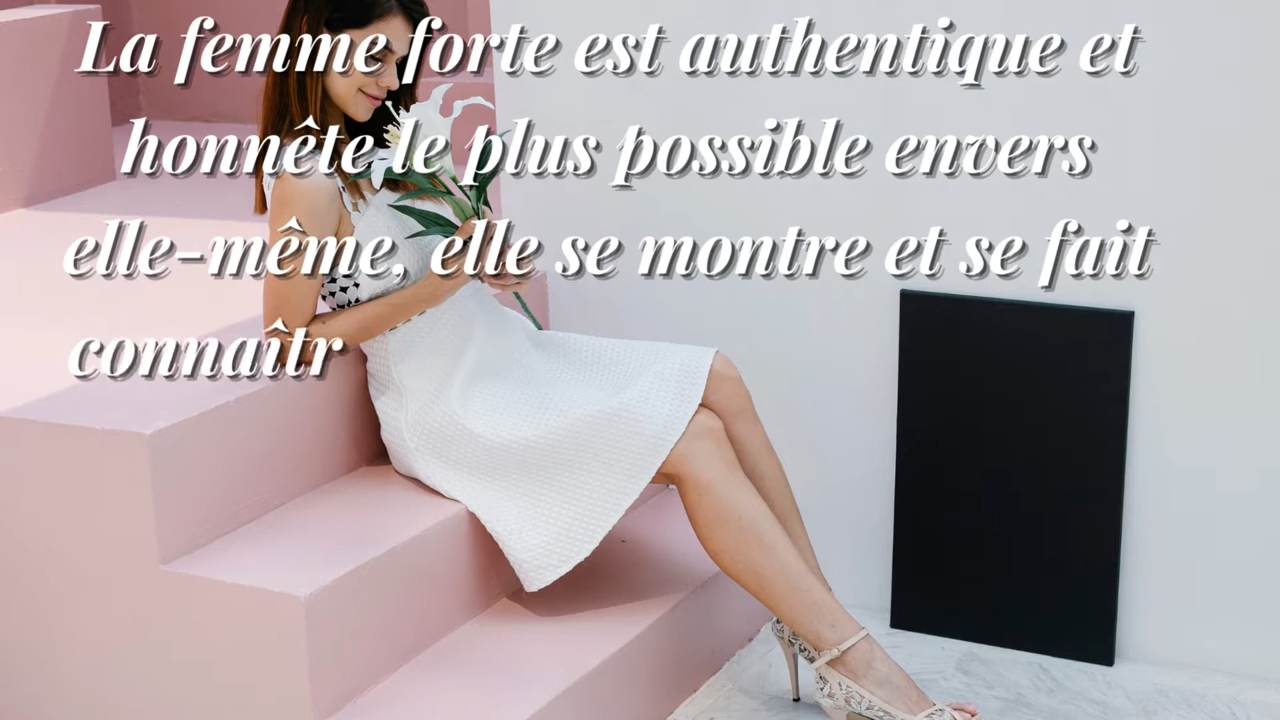 La femme forte est authentique et
honnête le plus possible envers
elle-même, elle se montre et se fait
connaîtr